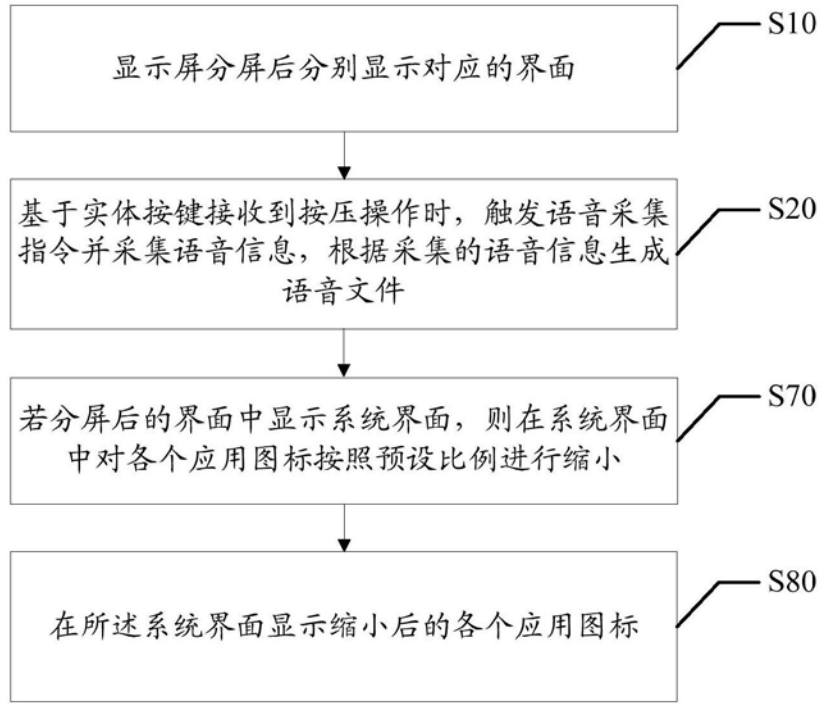 显示屏分屏后分别显示对应的界面
S10
基于实体按键接收到按压操作时，触发语音采集
指令并采集语音信息，根据采集的语音信息生成
语音文件
S20
若分屏后的界面中显示系统界面，则在系统界面
中对各个应用图标按照预设比例进行缩小
S70
在所述系统界面显示缩小后的各个应用图标
S80